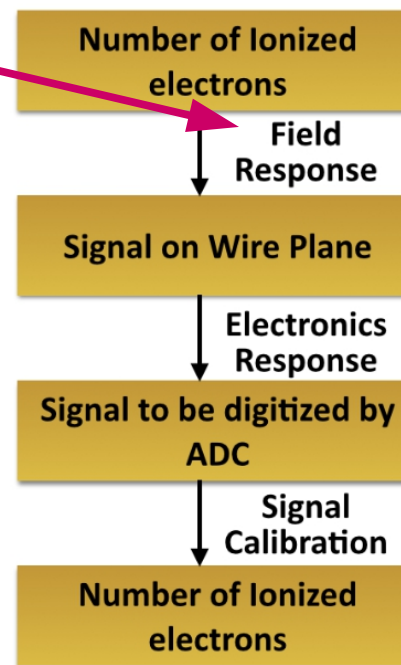 Number of Ionized
electrons
Field
Response
Signal on Wire Plane
Electronics
Response
Signal to be digitized by
ADC
Signal
Calibration
Number of Ionized
electrons